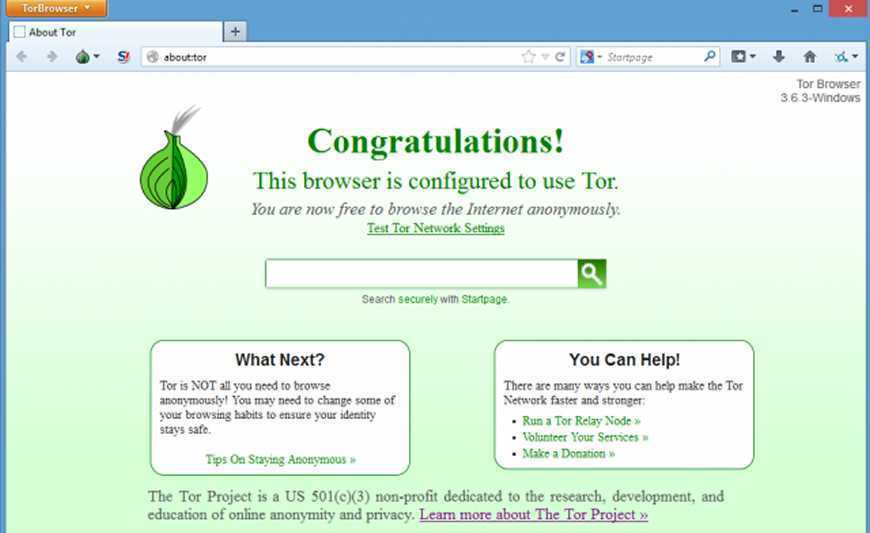 TorBrowser
About Tor
about:tor
Startpage
Tor Browser
3.6.3-Windows
Congratulations!
This browser is configured to use Tor.
You are now free to browse the Internet anonymously.
Test Tor Network Settings
Search securely with Startpage.
What Next?
Tor is NOT all you need to browse
anonymously! You may need to change some of
your browsing habits to ensure your identity
stays safe.
Tips On Staying Anonymous »
You Can Help!
There are many ways you can help make the Tor
Network faster and stronger:
• Run a Tor Relay Node »
• Volunteer Your Services »
• Make a Donation »
The Tor Project is a US 501(c)(3) non-profit dedicated to the research, development, and
education of online anonymity and privacy. Learn more about The Tor Project »